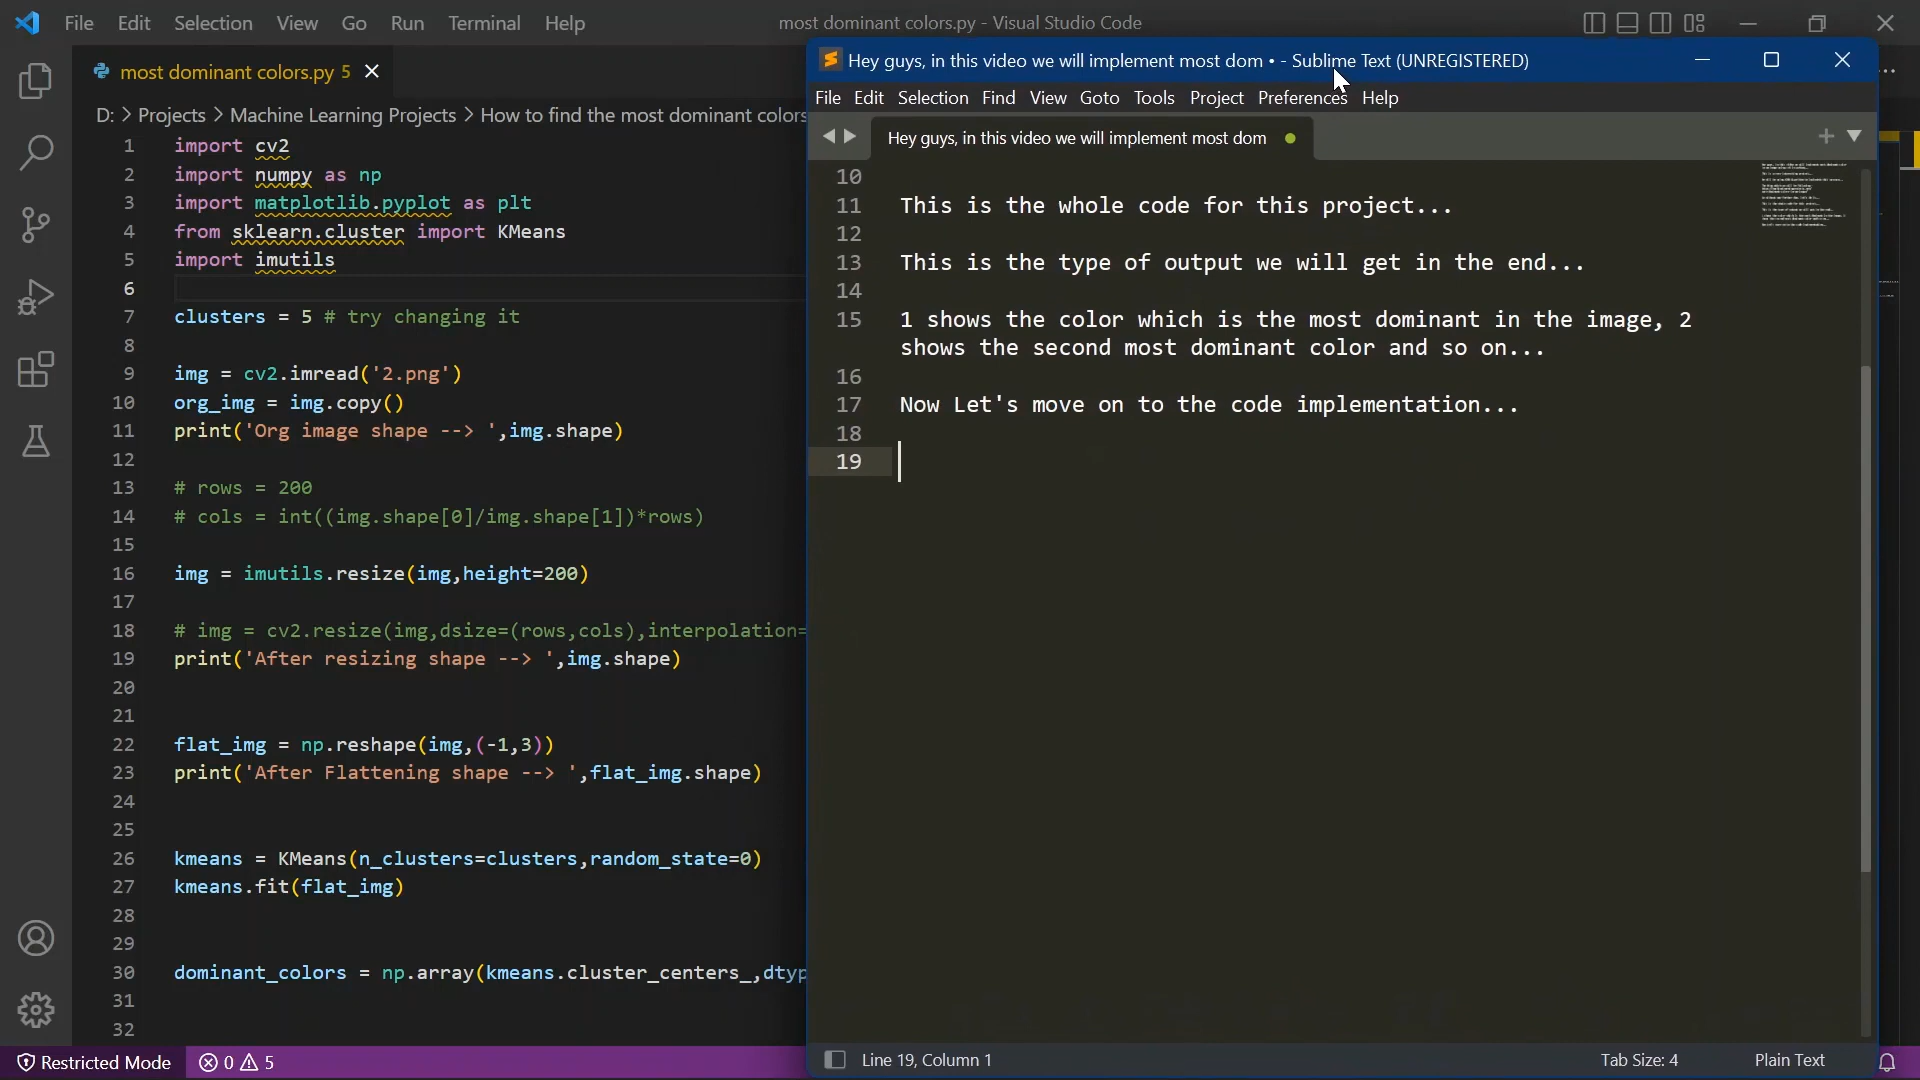 File Edit Selection View Go Run Terminal Help
most dominant colors.py - Visual Studio Code
most dominant colors.py 5
D: > Projects > Machine Learning Projects > How to find the most dominant colors
1 import cv2
2 import numpy as np
3 import matplotlib.pyplot as plt
4 from sklearn.cluster import KMeans
5 import imutils
6
7 clusters = 5 # try changing it
8
9 img = cv2.imread('2.png')
10 org_img = img.copy()
11 print('Org image shape --> ',img.shape)
12
13 # rows = 200
14 # cols = int((img.shape[0]/img.shape[1])*rows)
15
16 img = imutils.resize(img,height=200)
17
18 # img = cv2.resize(img,dsize=(rows,cols),interpolation=
19 print('After resizing shape --> ',img.shape)
20
21
22 flat_img = np.reshape(img,(-1,3))
23 print('After Flattening shape --> ',flat_img.shape)
24
25
26 kmeans = KMeans(n_clusters=clusters,random_state=0)
27 kmeans.fit(flat_img)
28
29
30 dominant_colors = np.array(kmeans.cluster_centers_,dtyp
31
32
Restricted Mode 0 5
Hey guys, in this video we will implement most dom • - Sublime Text (UNREGISTERED)
File Edit Selection Find View Goto Tools Project Preferences Help
Hey guys, in this video we will implement most dom
10
11 This is the whole code for this project...
12
13 This is the type of output we will get in the end...
14
15 1 shows the color which is the most dominant in the image, 2
shows the second most dominant color and so on...
16
17 Now Let's move on to the code implementation...
18
19
Line 19, Column 1
Tab Size: 4
Plain Text